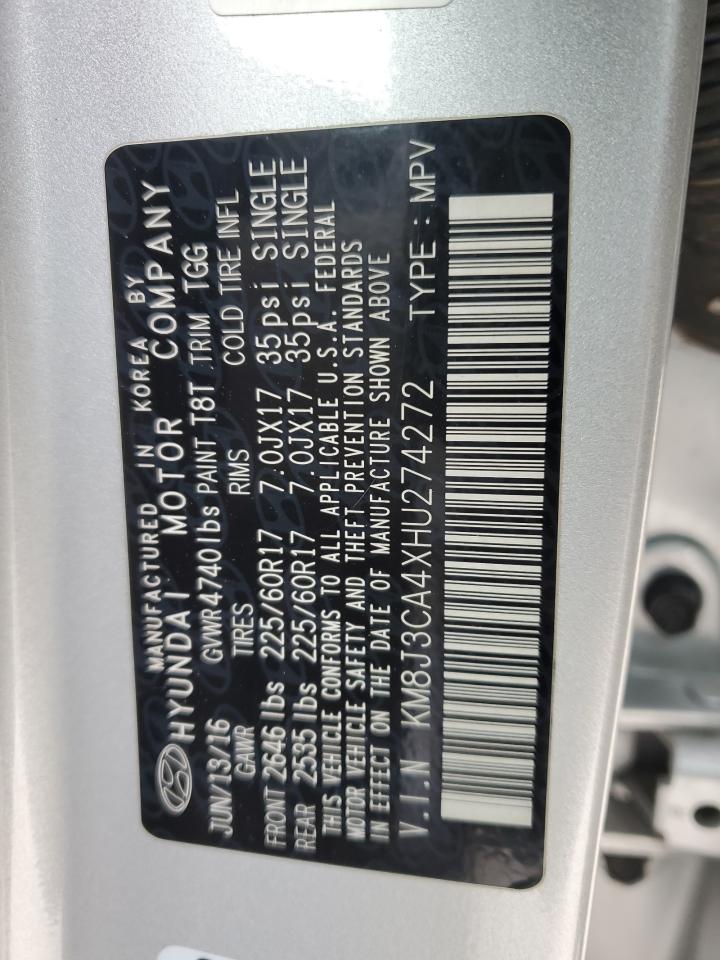 MANUFACTURED IN KOREA BY
HYUNDAI MOTOR COMPANY
GVWR 4740 lbs PAINT T8T TRIM TGG
JUN/13/16 TIRES RIMS COLD TIRE INFL
GAWR
FRONT 2646 lbs 225/60R17 7.0JX17 35psi SINGLE
REAR 2535 lbs 225/60R17 7.0JX17 35psi SINGLE
THIS VEHICLE CONFORMS TO ALL APPLICABLE U.S.A. FEDERAL
MOTOR VEHICLE SAFETY AND THEFT PREVENTION STANDARDS
IN EFFECT ON THE DATE OF MANUFACTURE SHOWN ABOVE
V.I.N KM8J3CA4XHU274272 TYPE : MPV